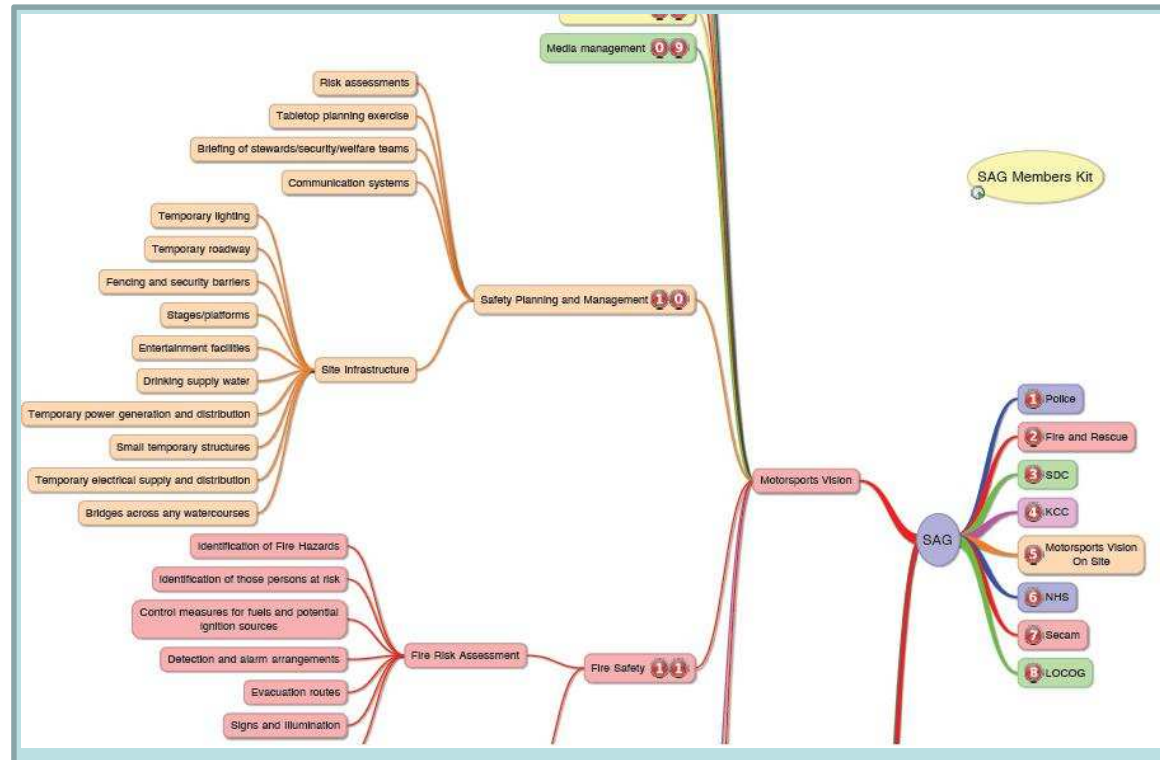 Media management 0 9
Risk assessments
Tabletop planning exercise
Briefing of stewards/security/welfare teams
Communication systems
SAG Members Kit
Temporary lighting
Temporary roadway
Fencing and security barriers
Stages/platforms
Entertainment facilities
Drinking supply water
Temporary power generation and distribution
Small temporary structures
Temporary electrical supply and distribution
Bridges across any watercourses
Site Infrastructure
Safety Planning and Management 1 0
Identification of Fire Hazards
Identification of those persons at risk
Control measures for fuels and potential
ignition sources
Detection and alarm arrangements
Evacuation routes
Signs and illumination
Fire Risk Assessment
Fire Safety 1 1
Motorsports Vision
SAG
1 Police
2 Fire and Rescue
3 SDC
4 KCC
5 Motorsports Vision
On Site
6 NHS
7 Secam
8 LOCOG